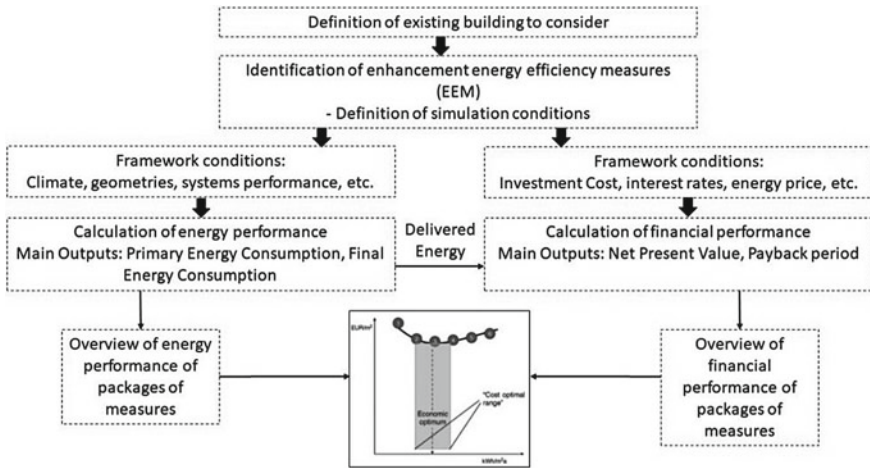 Definition of existing building to consider
Identification of enhancement energy efficiency measures
(EEM)
- Definition of simulation conditions
Framework conditions:
Climate, geometries, systems performance, etc.
Framework conditions:
Investment Cost, interest rates, energy price, etc.
Calculation of energy performance
Main Outputs: Primary Energy Consumption, Final
Energy Consumption
Delivered
Energy
Calculation of financial performance
Main Outputs: Net Present Value, Payback period
Overview of energy
performance of
packages of
measures
EUR/m²
"Cost optimal
range"
Economic
optimum
kWh/m²a
Overview of
financial
performance of
packages of
measures